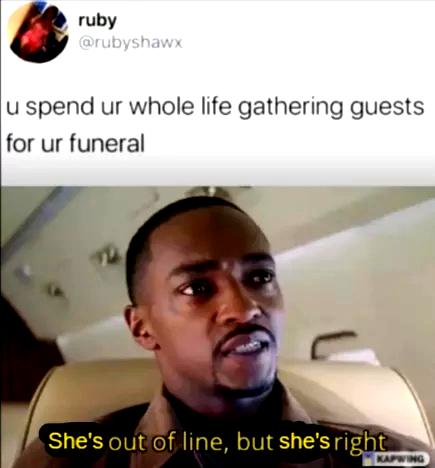 ruby
@rubyshawx
u spend ur whole life gathering guests
for ur funeral
She's out of line, but she's right
KAPWING